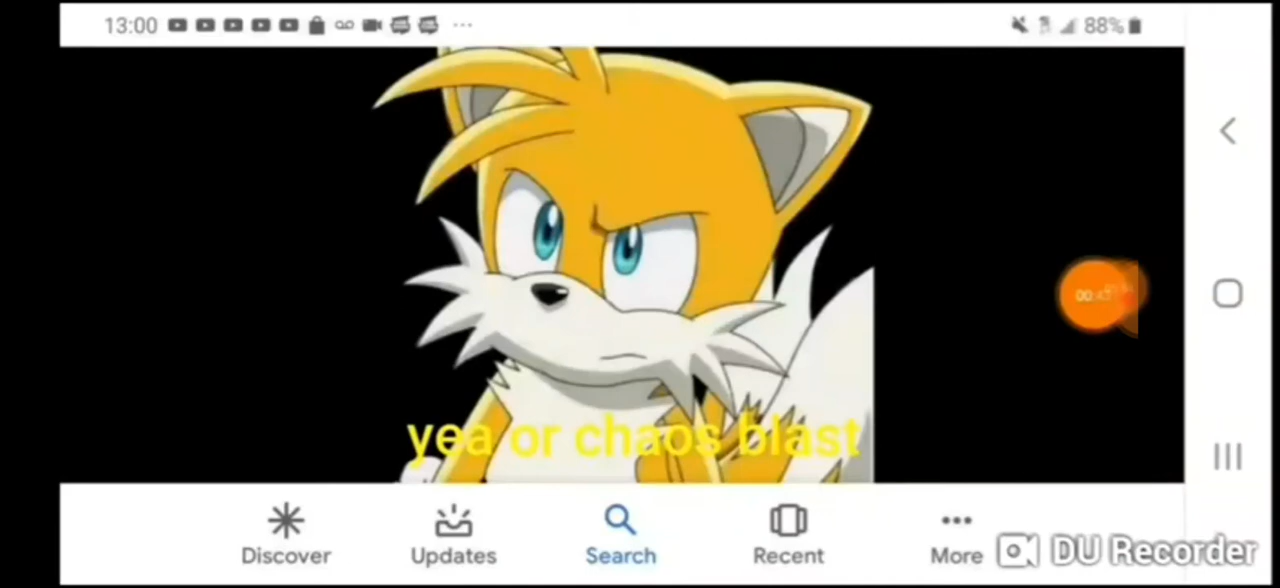 13:00
88%
yea or chaos blast
Discover
Updates
Search
Recent
More
DU Recorder